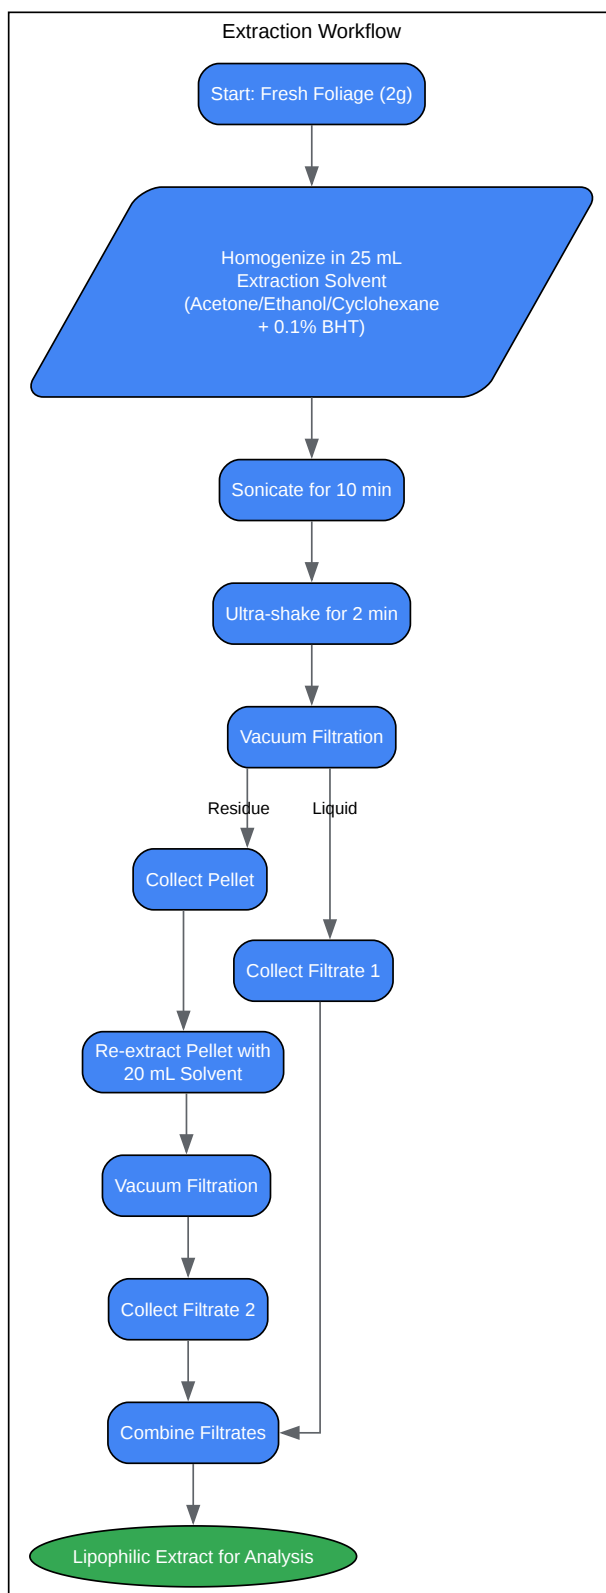 Extraction Workflow
Start: Fresh Foliage (2g)
Homogenize in 25 mL
Extraction Solvent
(Acetone/Ethanol/Cyclohexane
+ 0.1% BHT)
Sonicate for 10 min
Ultra-shake for 2 min
Vacuum Filtration
Residue
Liquid
Collect Pellet
Collect Filtrate 1
Re-extract Pellet with
20 mL Solvent
Vacuum Filtration
Collect Filtrate 2
Combine Filtrates
Lipophilic Extract for Analysis